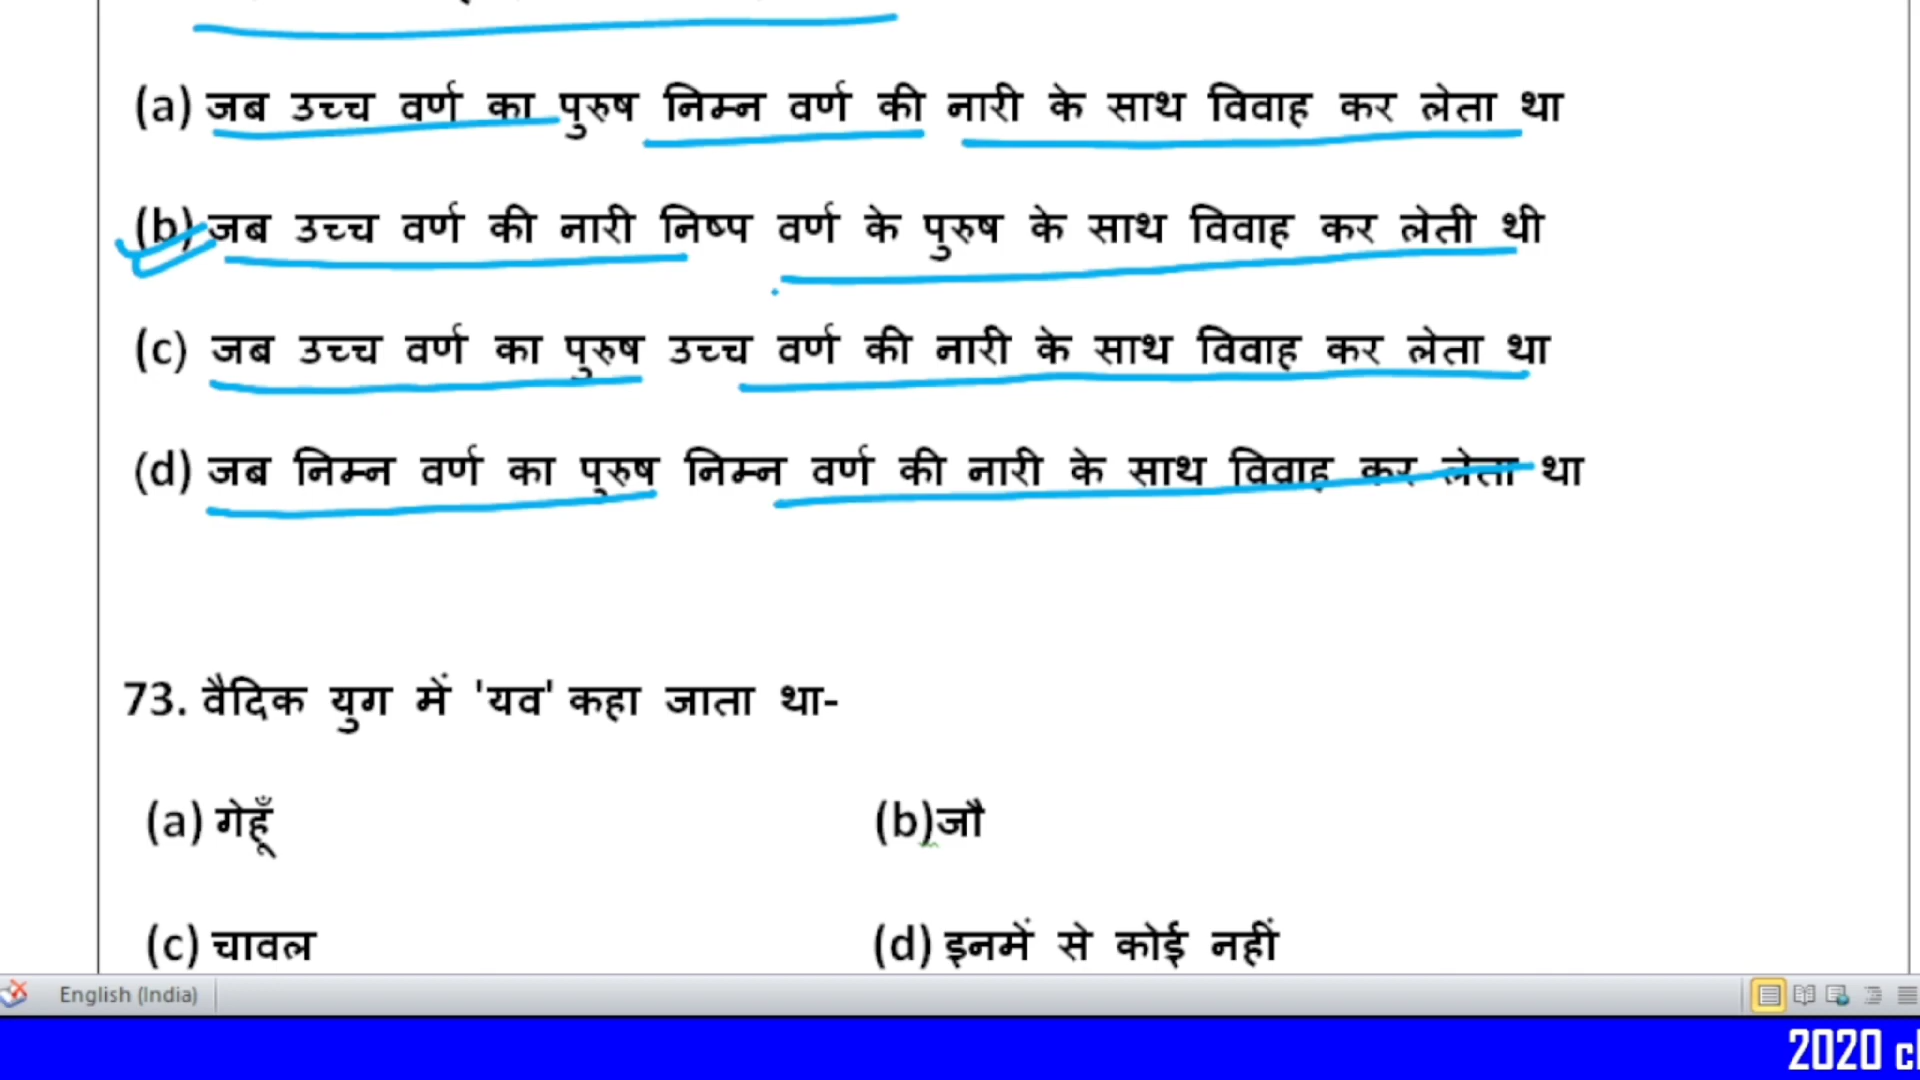 (a) जब उच्च वर्ण का पुरुष निम्न वर्ण की नारी के साथ विवाह कर लेता था
(b) जब उच्च वर्ण की नारी निष्प वर्ण के पुरुष के साथ विवाह कर लेती थी
(c) जब उच्च वर्ण का पुरुष उच्च वर्ण की नारी के साथ विवाह कर लेता था
(d) जब निम्न वर्ण का पुरुष निम्न वर्ण की नारी के साथ विवाह कर लेता था
73. वैदिक युग में 'यव' कहा जाता था-
(a) गेहूँ (b)जौ
(c) चावल (d) इनमें से कोई नहीं
English (India)
2020